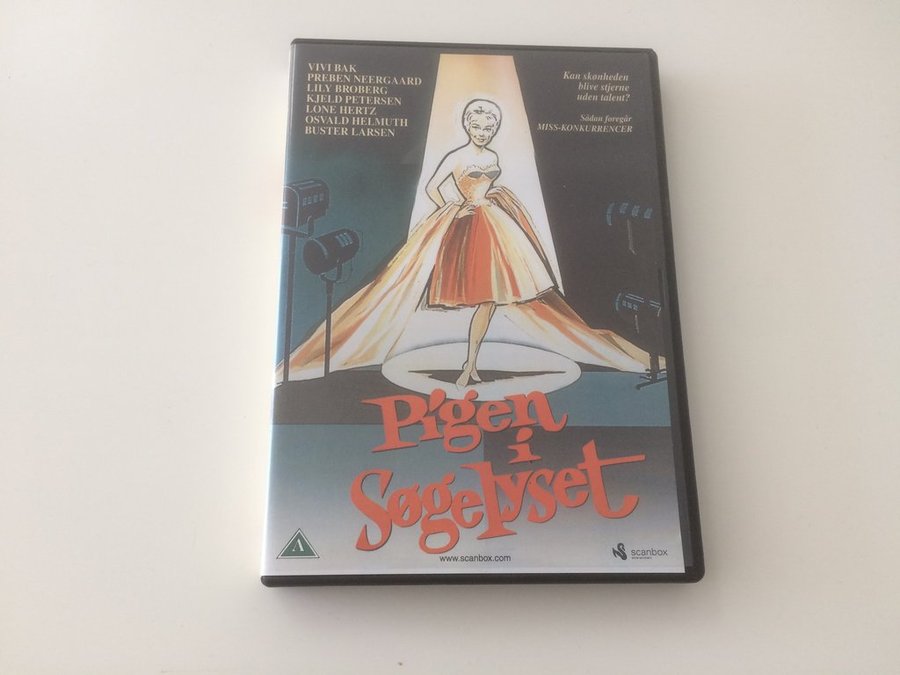 VIVI BAK
PREBEN NEERGAARD
LILY BROBERG
KJELD PETERSEN
LONE HERTZ
OSVALD HELMUTH
BUSTER LARSEN
Kan skønheden
blive stjerne
uden talent?
Sådan foregår
MISS-KONKURRENCER
Pigen
i
Søgelyset
A
www.scanbox.com
scanbox